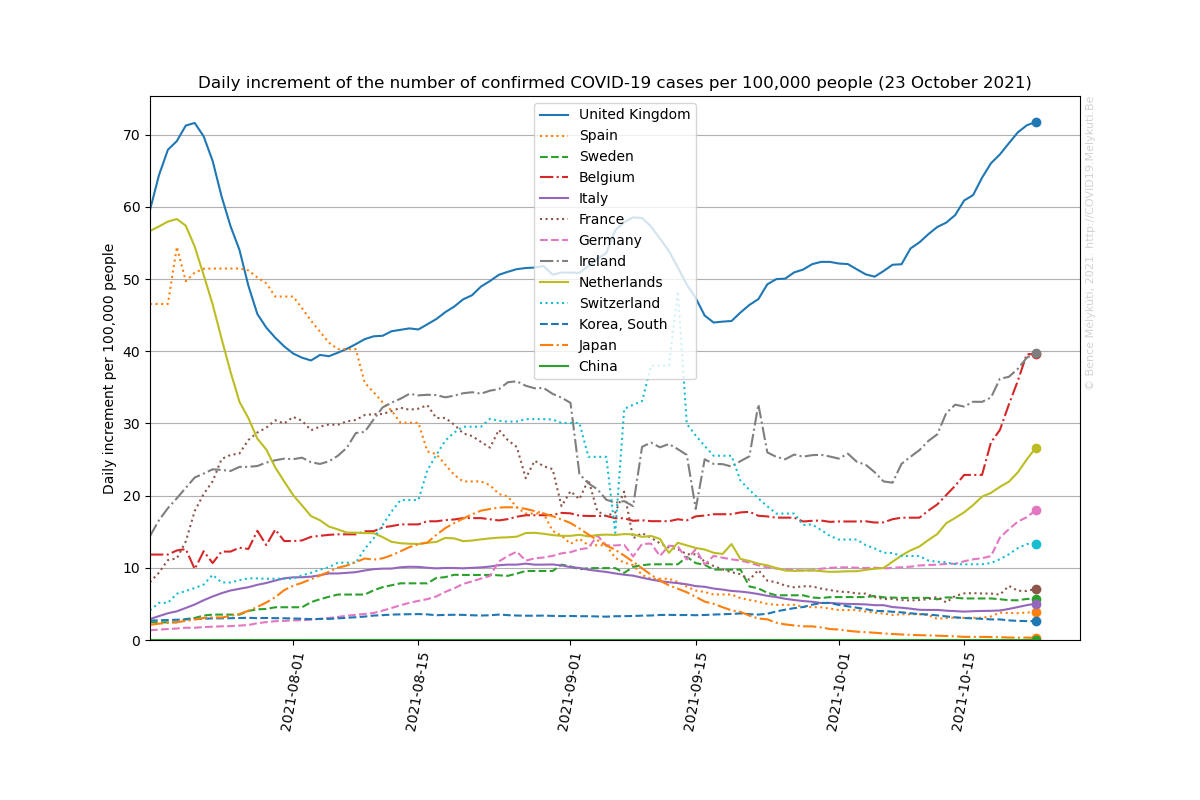 Daily increment of the number of confirmed COVID-19 cases per 100,000 people (23 October 2021)
Daily increment per 100,000 people
70
60
50
40
30
20
10
0
United Kingdom
Spain
Sweden
Belgium
Italy
France
Germany
Ireland
Netherlands
Switzerland
Korea, South
Japan
China
2021-08-01
2021-08-15
2021-09-01
2021-09-15
2021-10-01
2021-10-15
© Bence Mélykúti, 2021 http://COVID19.Melykuti.Be